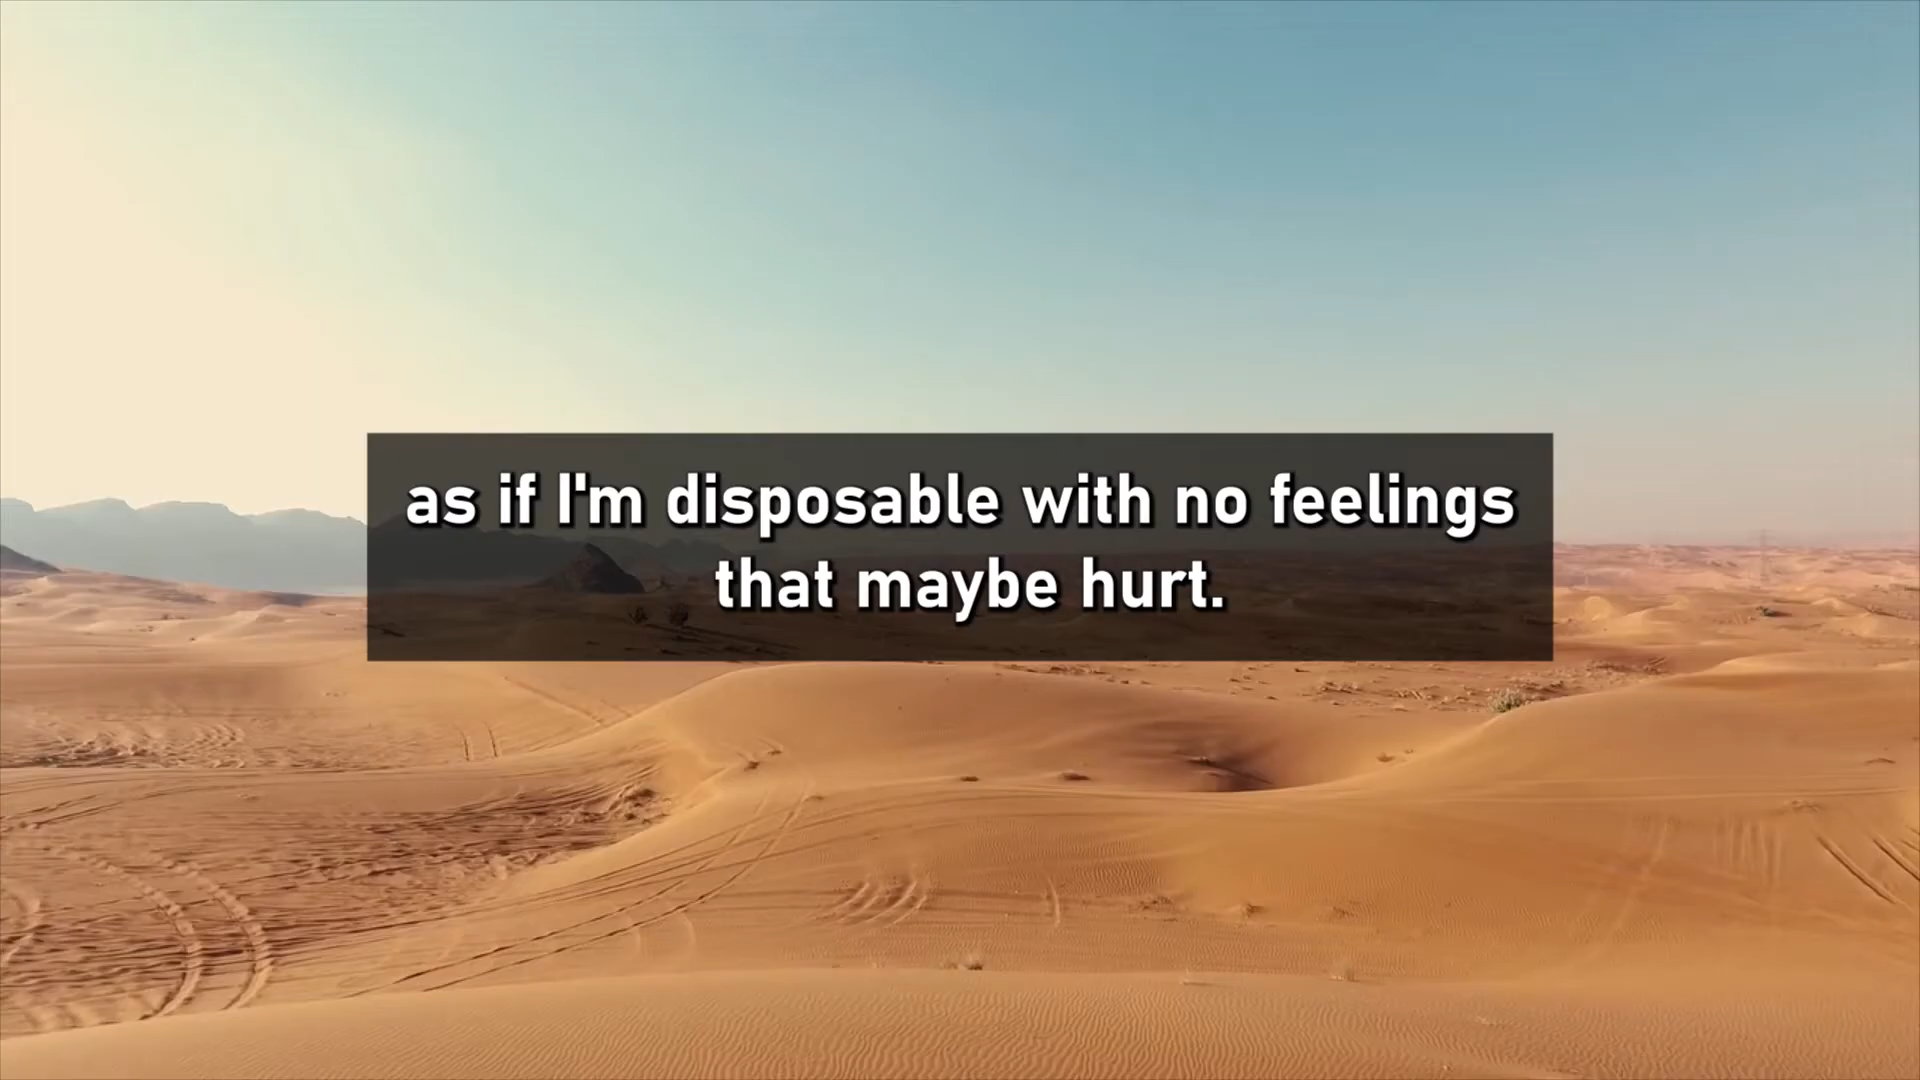 as if I'm disposable with no feelings
that maybe hurt.